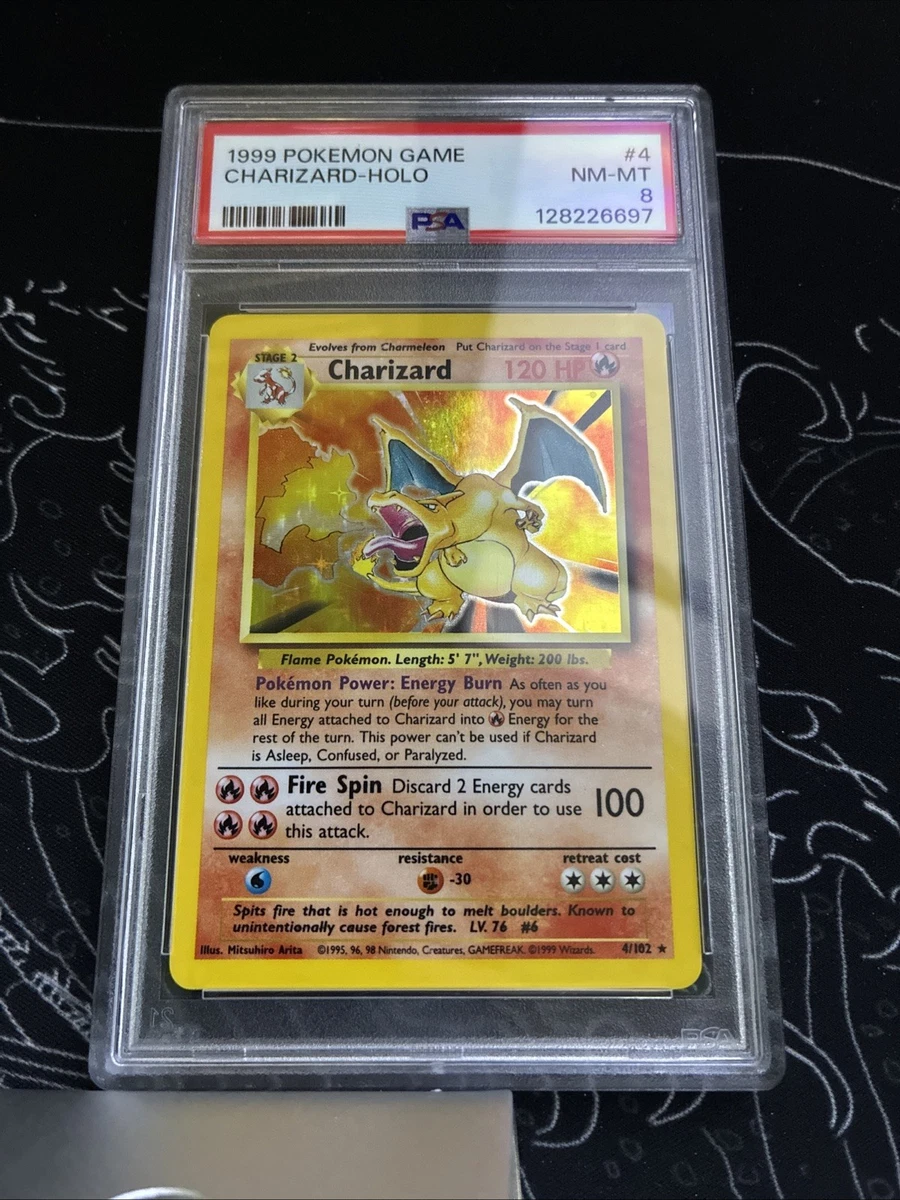 1999 POKEMON GAME #4
CHARIZARD-HOLO NM-MT
8
PSA 128226697
Evolves from Charmeleon Put Charizard on the Stage 1 card
STAGE 2
Charizard 120 HP
Flame Pokémon. Length: 5' 7", Weight: 200 lbs.
Pokémon Power: Energy Burn As often as you
like during your turn (before your attack), you may turn
all Energy attached to Charizard into Energy for the
rest of the turn. This power can't be used if Charizard
is Asleep, Confused, or Paralyzed.
Fire Spin Discard 2 Energy cards
attached to Charizard in order to use 100
this attack.
weakness resistance retreat cost
-30
Spits fire that is hot enough to melt boulders. Known to
unintentionally cause forest fires. LV. 76 #6
Illus. Mitsuhiro Arita ©1995, 96, 98 Nintendo, Creatures, GAMEFREAK. ©1999 Wizards. 4/102 ★
PSA